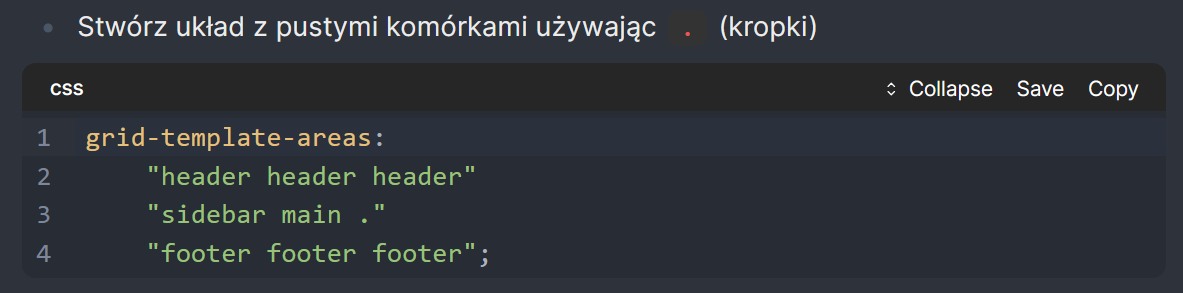 Stwórz układ z pustymi komórkami używając . (kropki)
css Collapse Save Copy
1 grid-template-areas:
2 "header header header"
3 "sidebar main ."
4 "footer footer footer";